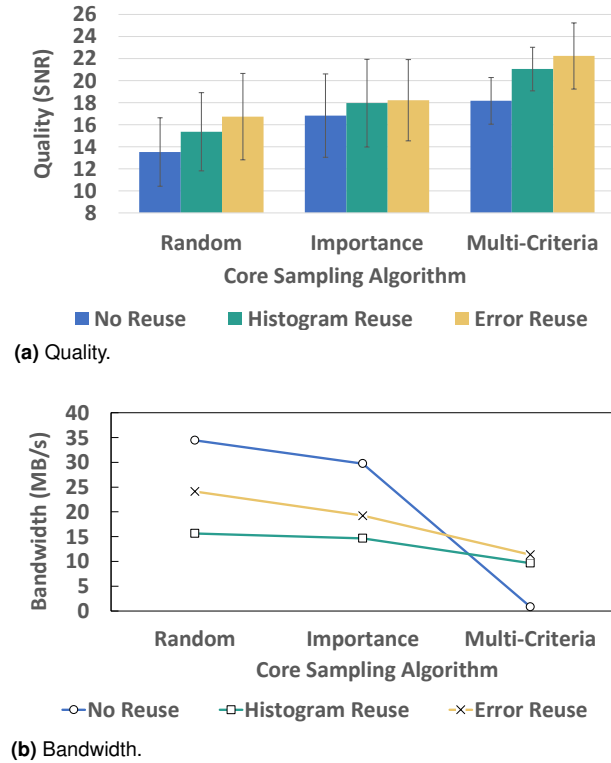 26
24
22
20
18
16
14
12
10
8
Quality (SNR)
Random Importance Multi-Criteria
Core Sampling Algorithm
No Reuse Histogram Reuse Error Reuse
(a) Quality.
40
35
30
25
20
15
10
5
0
Bandwidth (MB/s)
Random Importance Multi-Criteria
Core Sampling Algorithm
No Reuse Histogram Reuse Error Reuse
(b) Bandwidth.